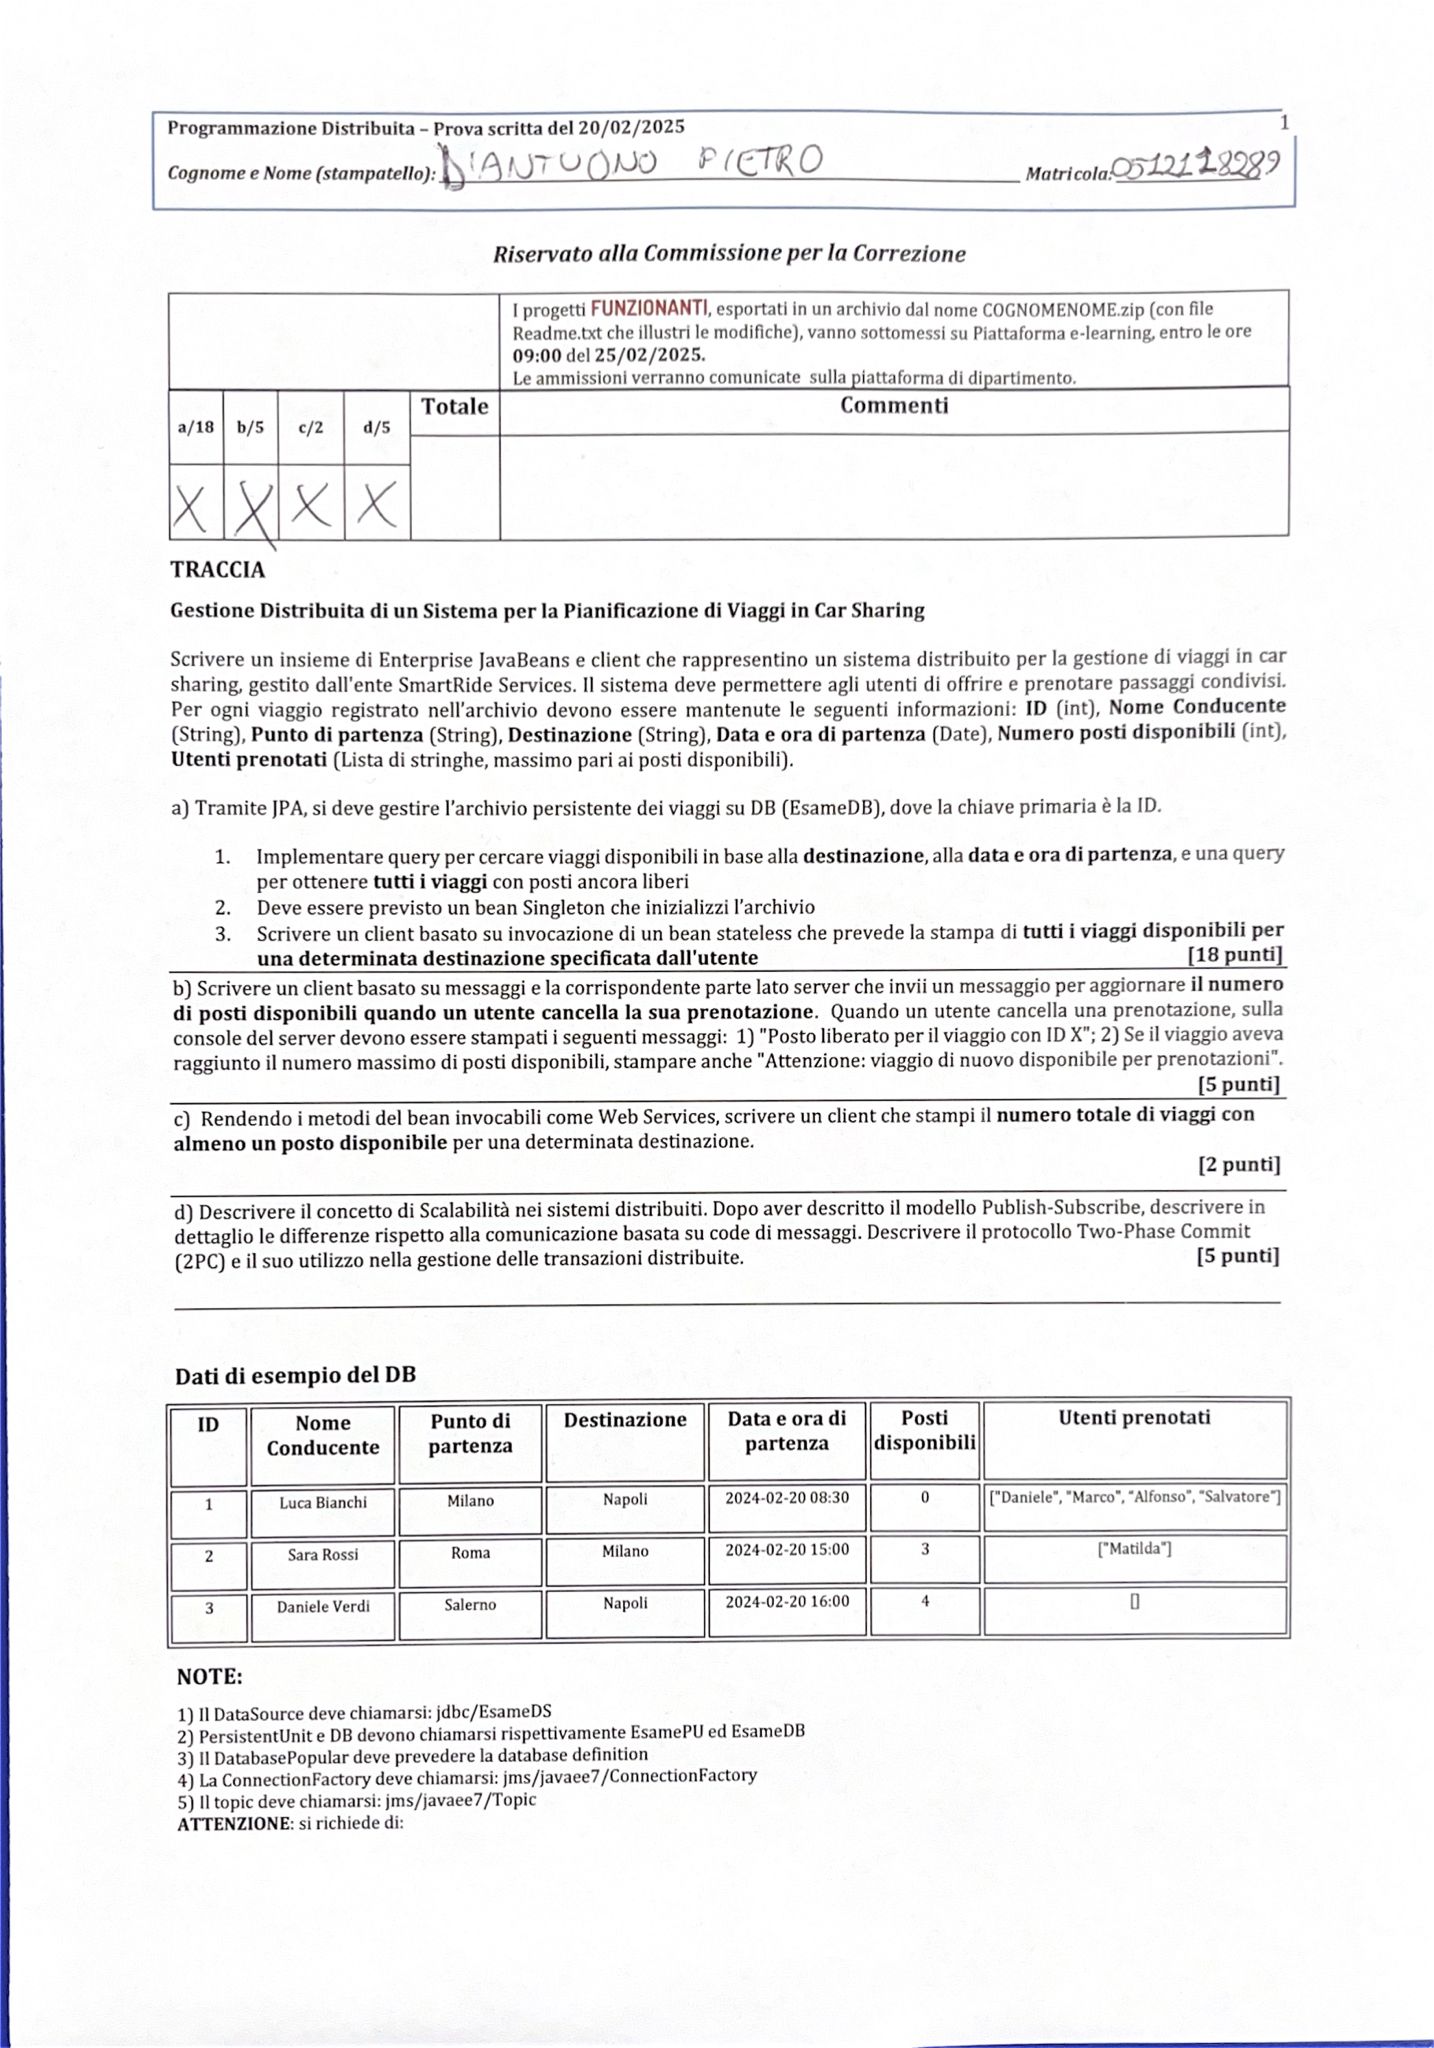 Programmazione Distribuita – Prova scritta del 20/02/2025
1
Cognome e Nome (stampatello): D'ANTUONO PIETRO Matricola: 0512118289
Riservato alla Commissione per la Correzione
I progetti FUNZIONANTI, esportati in un archivio dal nome COGNOMENOME.zip (con file
Readme.txt che illustri le modifiche), vanno sottomessi su Piattaforma e-learning, entro le ore
09:00 del 25/02/2025.
Le ammissioni verranno comunicate sulla piattaforma di dipartimento.
a/18 b/5 c/2 d/5 Totale Commenti
X X X X
TRACCIA
Gestione Distribuita di un Sistema per la Pianificazione di Viaggi in Car Sharing
Scrivere un insieme di Enterprise JavaBeans e client che rappresentino un sistema distribuito per la gestione di viaggi in car
sharing, gestito dall'ente SmartRide Services. Il sistema deve permettere agli utenti di offrire e prenotare passaggi condivisi.
Per ogni viaggio registrato nell'archivio devono essere mantenute le seguenti informazioni: ID (int), Nome Conducente
(String), Punto di partenza (String), Destinazione (String), Data e ora di partenza (Date), Numero posti disponibili (int),
Utenti prenotati (Lista di stringhe, massimo pari ai posti disponibili).
a) Tramite JPA, si deve gestire l'archivio persistente dei viaggi su DB (EsameDB), dove la chiave primaria è la ID.
1. Implementare query per cercare viaggi disponibili in base alla destinazione, alla data e ora di partenza, e una query
per ottenere tutti i viaggi con posti ancora liberi
2. Deve essere previsto un bean Singleton che inizializzi l'archivio
3. Scrivere un client basato su invocazione di un bean stateless che prevede la stampa di tutti i viaggi disponibili per
una determinata destinazione specificata dall'utente [18 punti]
b) Scrivere un client basato su messaggi e la corrispondente parte lato server che invii un messaggio per aggiornare il numero
di posti disponibili quando un utente cancella la sua prenotazione. Quando un utente cancella una prenotazione, sulla
console del server devono essere stampati i seguenti messaggi: 1) "Posto liberato per il viaggio con ID X"; 2) Se il viaggio aveva
raggiunto il numero massimo di posti disponibili, stampare anche "Attenzione: viaggio di nuovo disponibile per prenotazioni".
[5 punti]
c) Rendendo i metodi del bean invocabili come Web Services, scrivere un client che stampi il numero totale di viaggi con
almeno un posto disponibile per una determinata destinazione.
[2 punti]
d) Descrivere il concetto di Scalabilità nei sistemi distribuiti. Dopo aver descritto il modello Publish-Subscribe, descrivere in
dettaglio le differenze rispetto alla comunicazione basata su code di messaggi. Descrivere il protocollo Two-Phase Commit
(2PC) e il suo utilizzo nella gestione delle transazioni distribuite. [5 punti]
Dati di esempio del DB
ID Nome Conducente Punto di partenza Destinazione Data e ora di partenza Posti disponibili Utenti prenotati
1 Luca Bianchi Milano Napoli 2024-02-20 08:30 0 ["Daniele", "Marco", "Alfonso", "Salvatore"]
2 Sara Rossi Roma Milano 2024-02-20 15:00 3 ["Matilda"]
3 Daniele Verdi Salerno Napoli 2024-02-20 16:00 4 []
NOTE:
1) Il DataSource deve chiamarsi: jdbc/EsameDS
2) PersistentUnit e DB devono chiamarsi rispettivamente EsamePU ed EsameDB
3) Il DatabasePopular deve prevedere la database definition
4) La ConnectionFactory deve chiamarsi: jms/javaee7/ConnectionFactory
5) Il topic deve chiamarsi: jms/javaee7/Topic
ATTENZIONE: si richiede di: